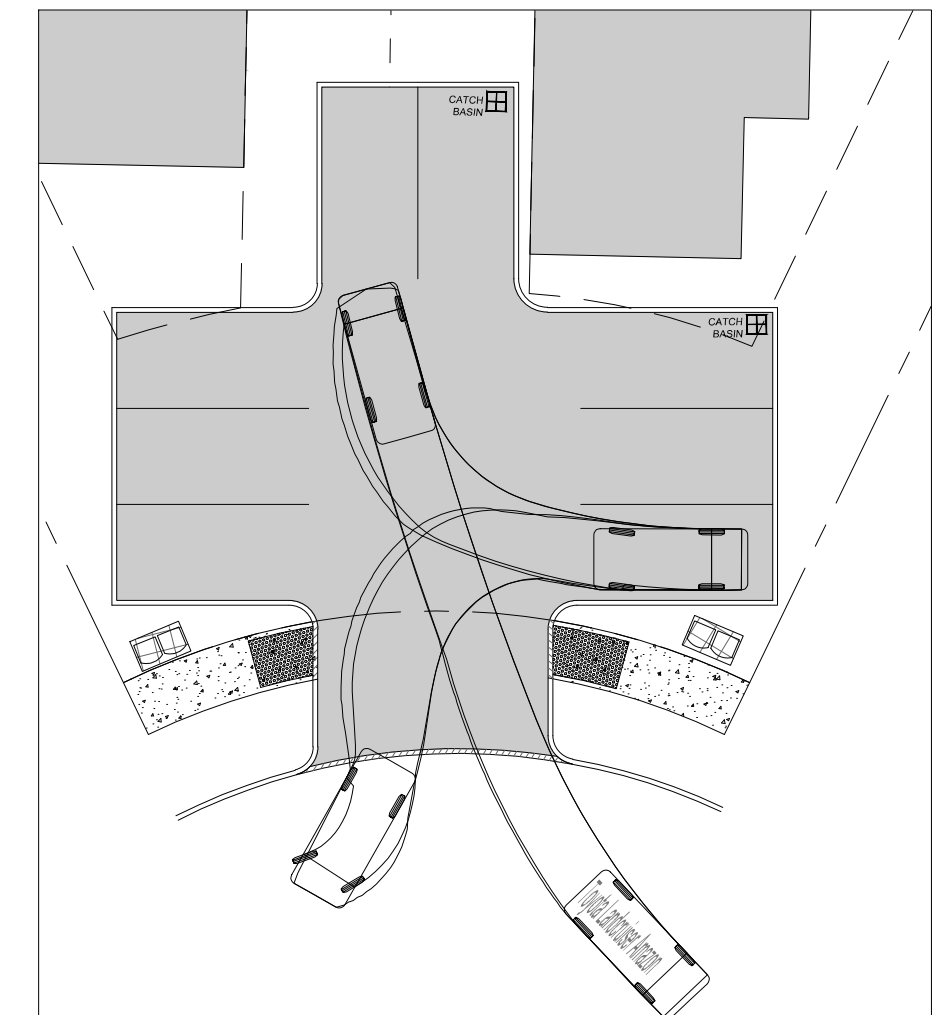 CATCH
BASIN
CATCH
BASIN
Toyota Landcruiser Amazon